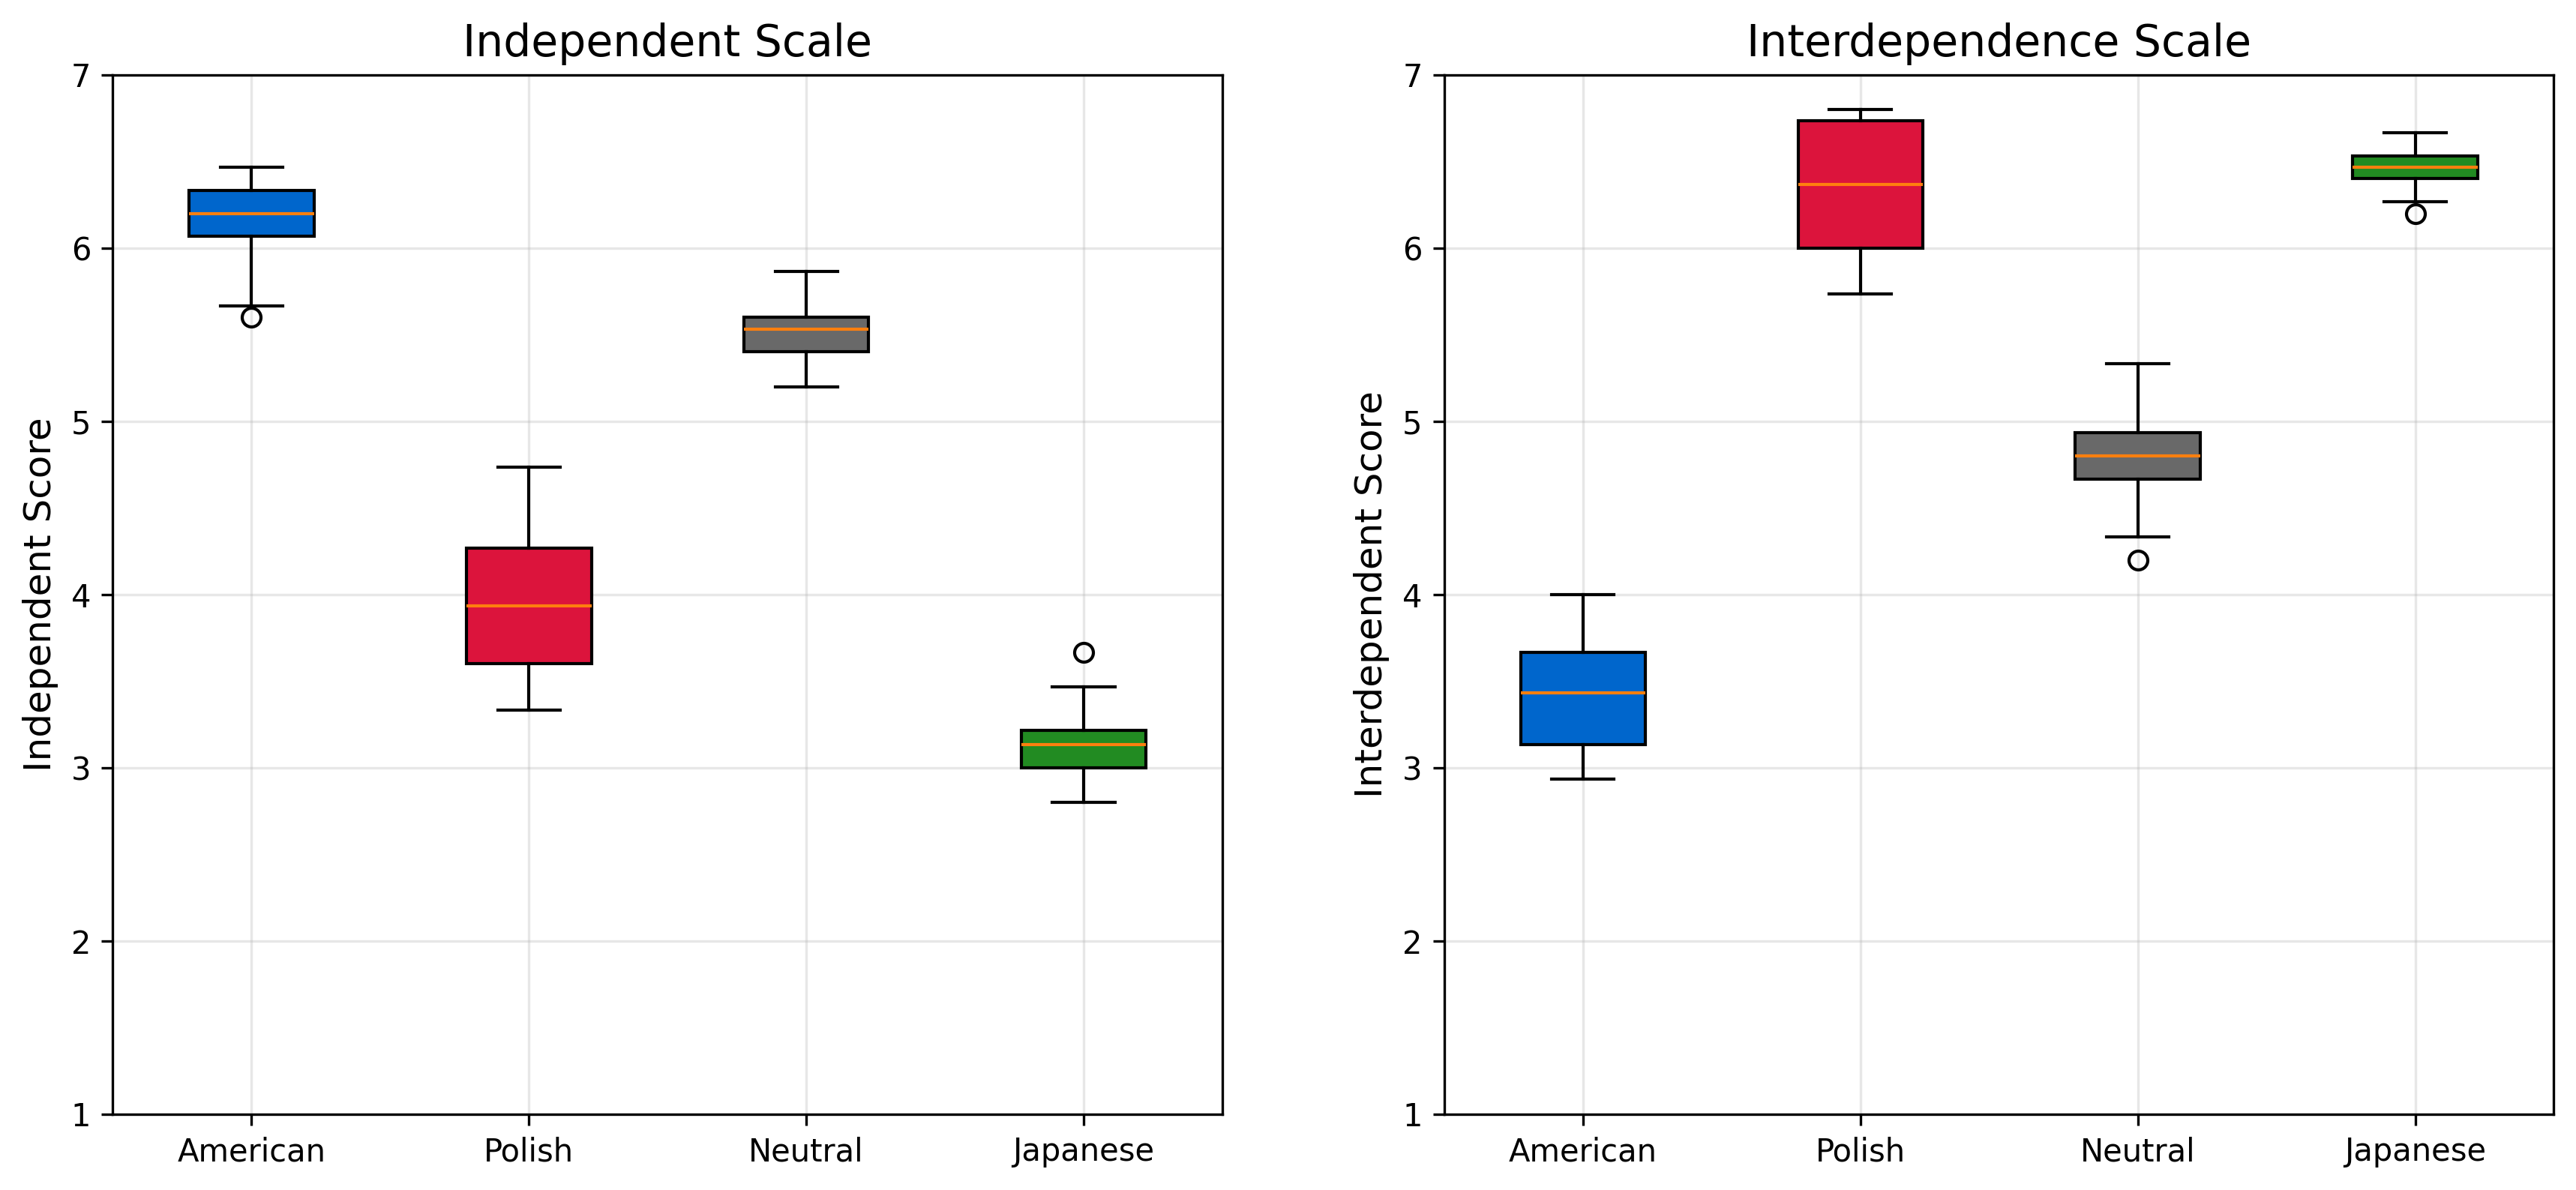 Independent Scale
Independent Score
7
6
5
4
3
2
1
American Polish Neutral Japanese
Interdependence Scale
Interdependent Score
7
6
5
4
3
2
1
American Polish Neutral Japanese